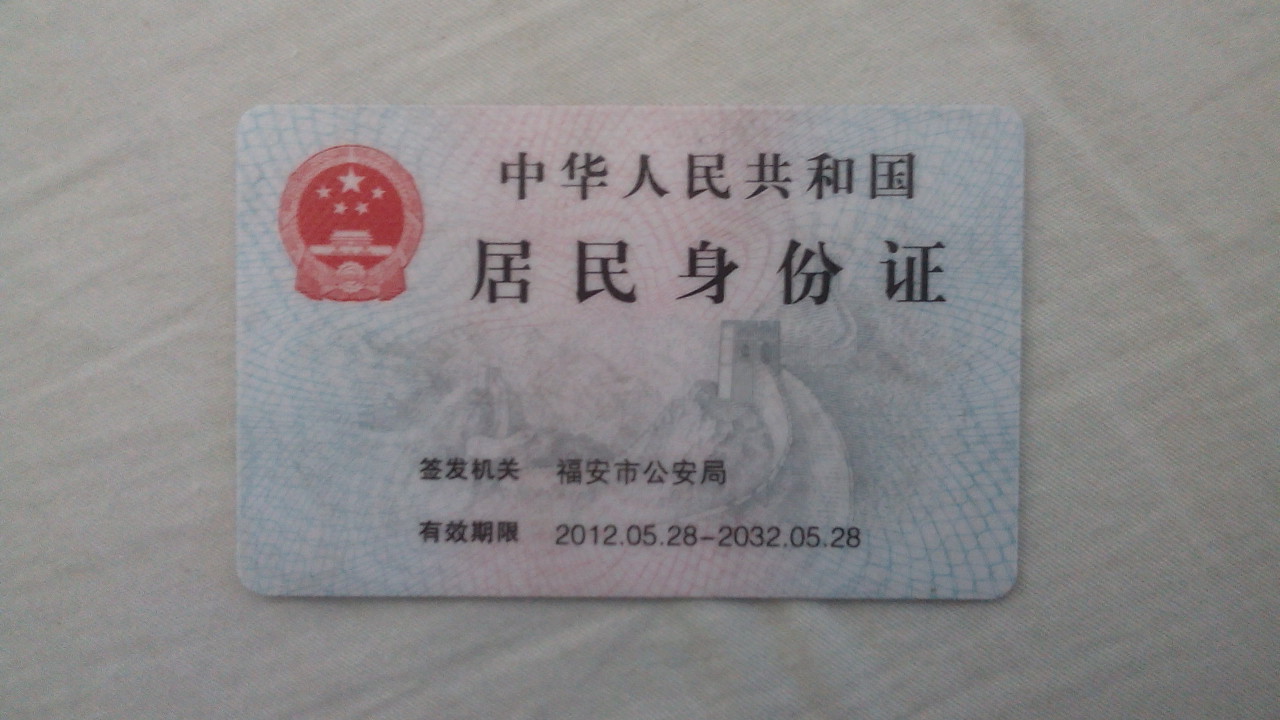 中华人民共和国
居民身份证
签发机关 福安市公安局
有效期限 2012.05.28-2032.05.28